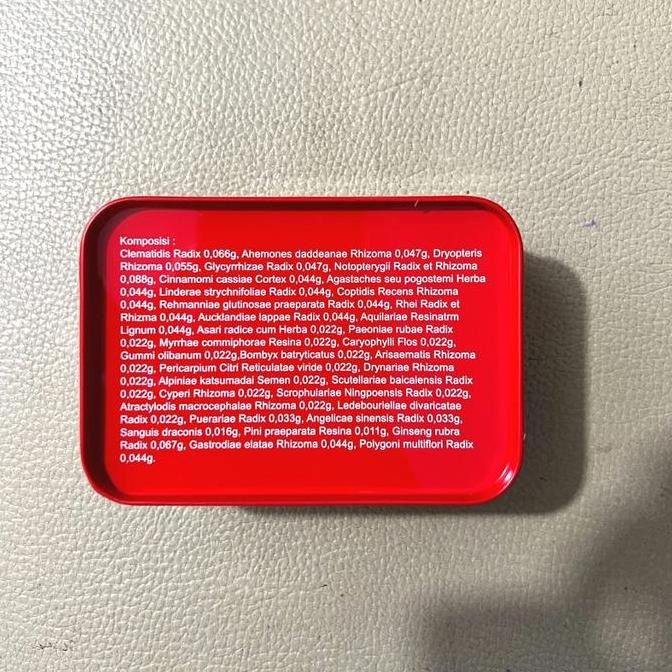 Komposisi :
Clematidis Radix 0,066g, Ahemones daddeanae Rhizoma 0,047g, Dryopteris
Rhizoma 0,055g, Glycyrrhizae Radix 0,047g, Notopterygii Radix et Rhizoma
0,088g, Cinnamomi cassiae Cortex 0,044g, Agastaches seu pogostemi Herba
0,044g, Linderae strychnifoliae Radix 0,044g, Coptidis Recens Rhizoma
0,044g, Rehmanniae glutinosae praeparata Radix 0,044g, Rhei Radix et
Rhizma 0,044g, Aucklandiae lappae Radix 0,044g, Aquilariae Resinatrm
Lignum 0,044g, Asari radice cum Herba 0,022g, Paeoniae rubae Radix
0,022g, Myrrhae commiphorae Resina 0,022g, Caryophylli Flos 0,022g,
Gummi olibanum 0,022g,Bombyx batryticatus 0,022g, Arisaematis Rhizoma
0,022g, Pericarpium Citri Reticulatae viride 0,022g, Drynariae Rhizoma
0,022g, Alpiniae katsumadai Semen 0,022g, Scutellariae baicalensis Radix
0,022g, Cyperi Rhizoma 0,022g, Scrophulariae Ningpoensis Radix 0,022g,
Atractylodis macrocephalae Rhizoma 0,022g, Ledebouriellae divaricatae
Radix 0,022g, Puerariae Radix 0,033g, Angelicae sinensis Radix 0,033g,
Sanguis draconis 0,016g, Pini praeparata Resina 0,011g, Ginseng rubra
Radix 0,067g, Gastrodiae elatae Rhizoma 0,044g, Polygoni multiflori Radix
0,044g.